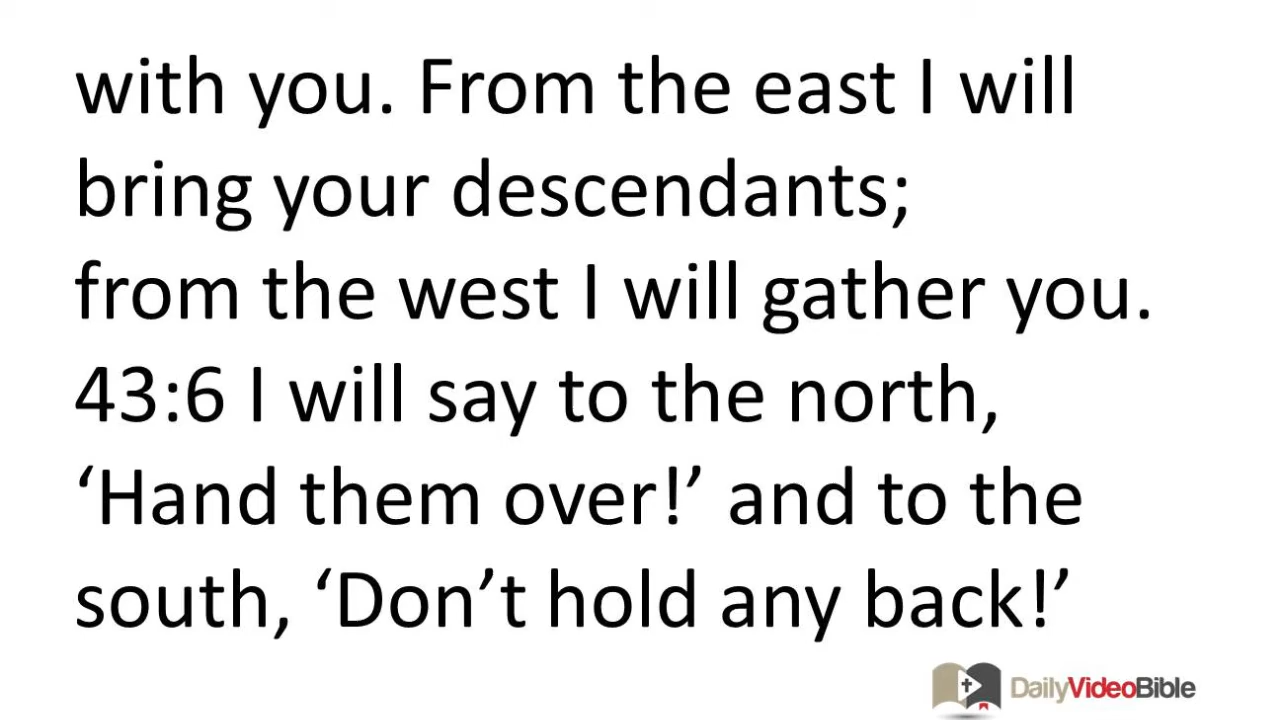 with you. From the east I will
bring your descendants;
from the west I will gather you.
43:6 I will say to the north,
‘Hand them over!’ and to the
south, ‘Don’t hold any back!’
DailyVideoBible